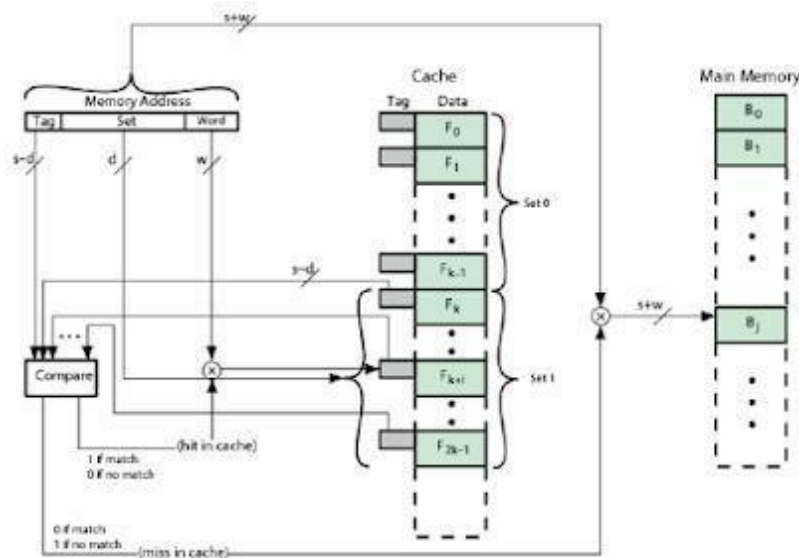 s+w
Cache
Main Memory
Memory Address
Tag Data
Tag Set Word
F0
B0
s–d
d
w
F1
B1
Set 0
s–d
Fk–1
Fk
s+w
Bj
Compare
Fk+i
Set 1
(hit in cache)
F2k–1
1 if match
0 if no match
0 if match
1 if no match
(miss in cache)